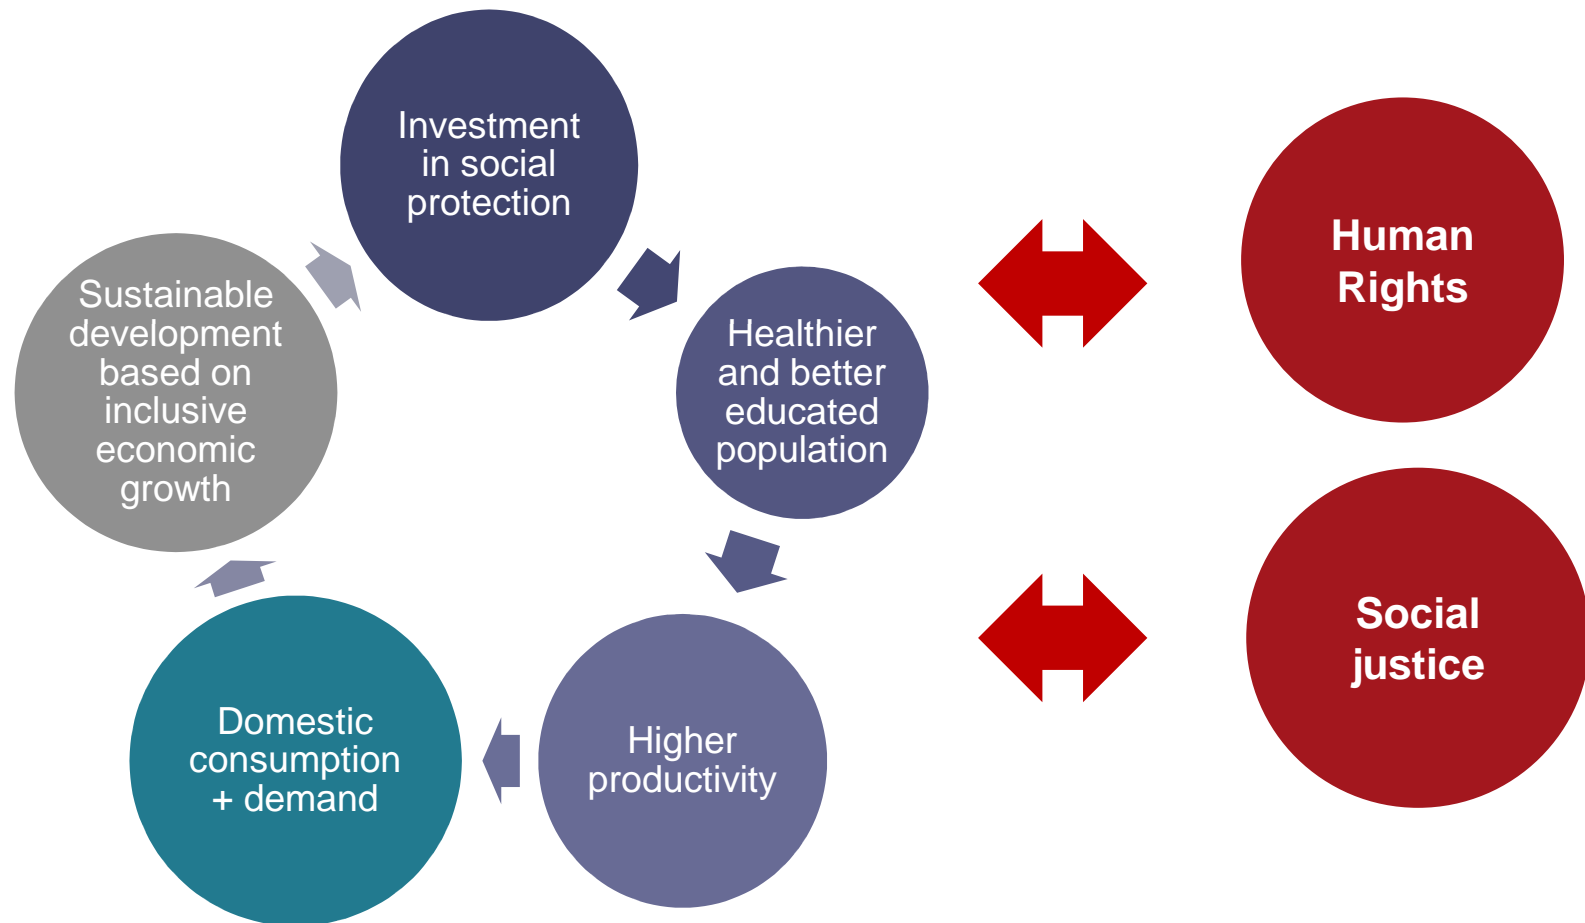 Investment
in social
protection
Healthier
and better
educated
population
Higher
productivity
Domestic
consumption
+ demand
Sustainable
development
based on
inclusive
economic
growth
Human
Rights
Social
justice